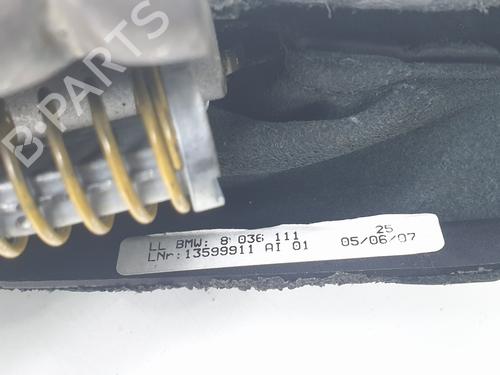 B-PARTS
25
LL BMW: 8 036 111 05/06/07
LNr: 13599911 AI 01